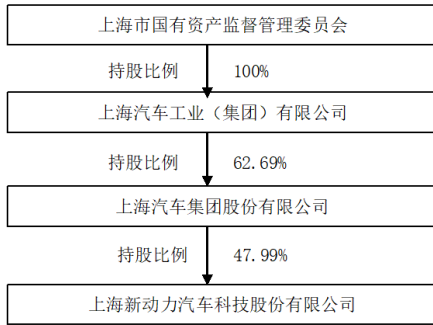 上海市国有资产监督管理委员会
持股比例 100%
上海汽车工业（集团）有限公司
持股比例 62.69%
上海汽车集团股份有限公司
持股比例 47.99%
上海新动力汽车科技股份有限公司